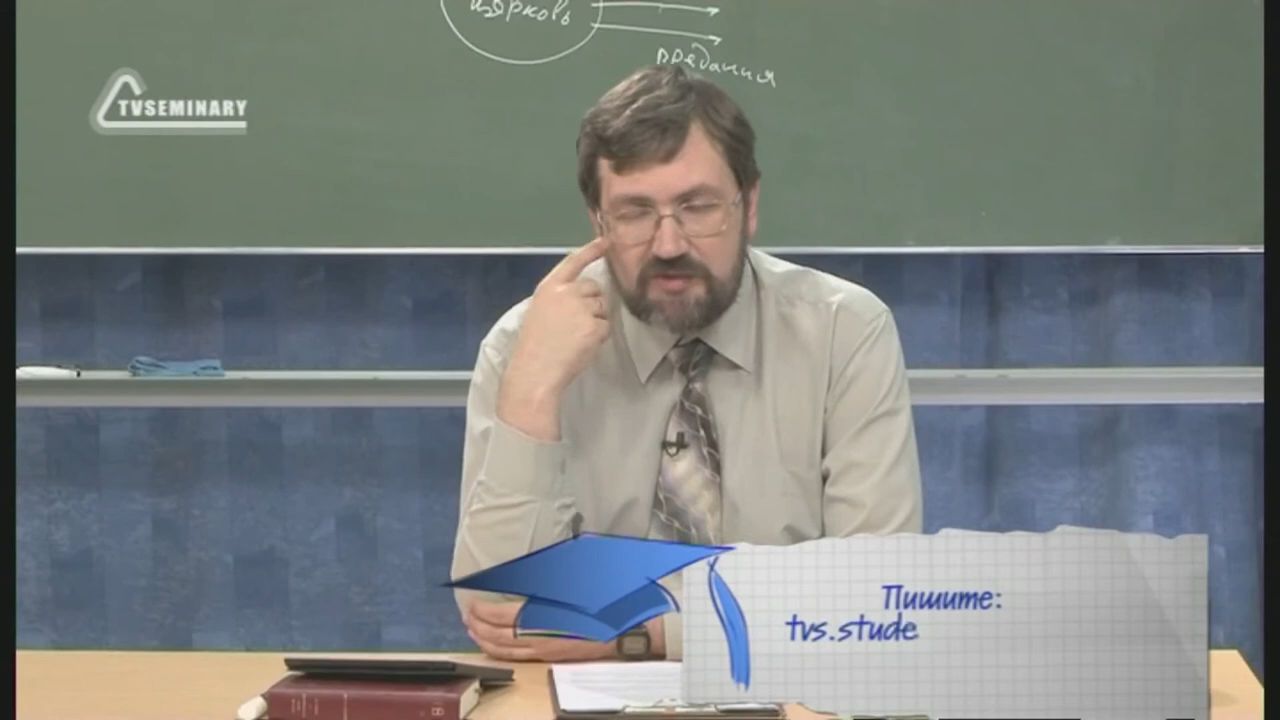 церковь
предания
TVSEMINARY
Пишите:
tvs.stude